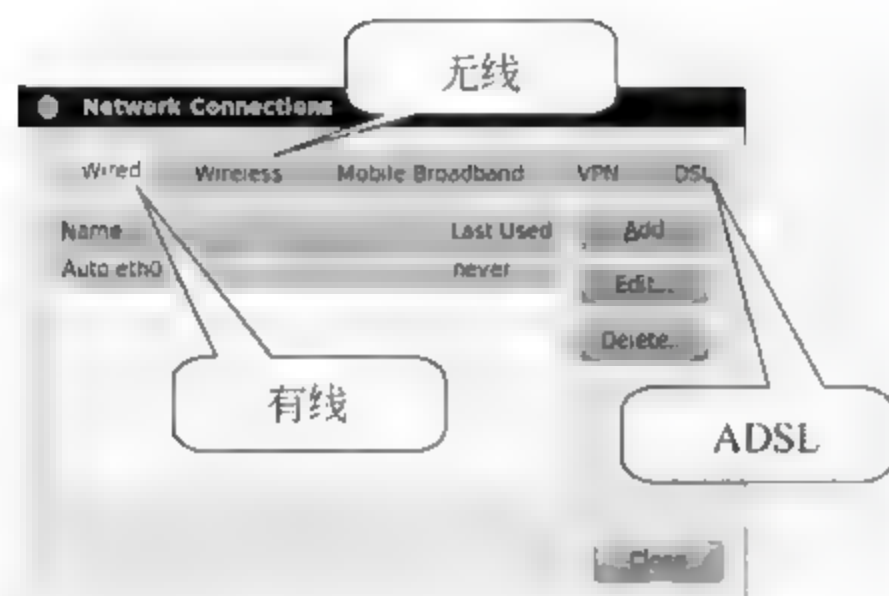 无线
Network Connections
Wired Wireless Mobile Broadband VPN DSL
Name Last Used Add
Auto eth0 never
Edit...
Delete..
有线
ADSL
Close